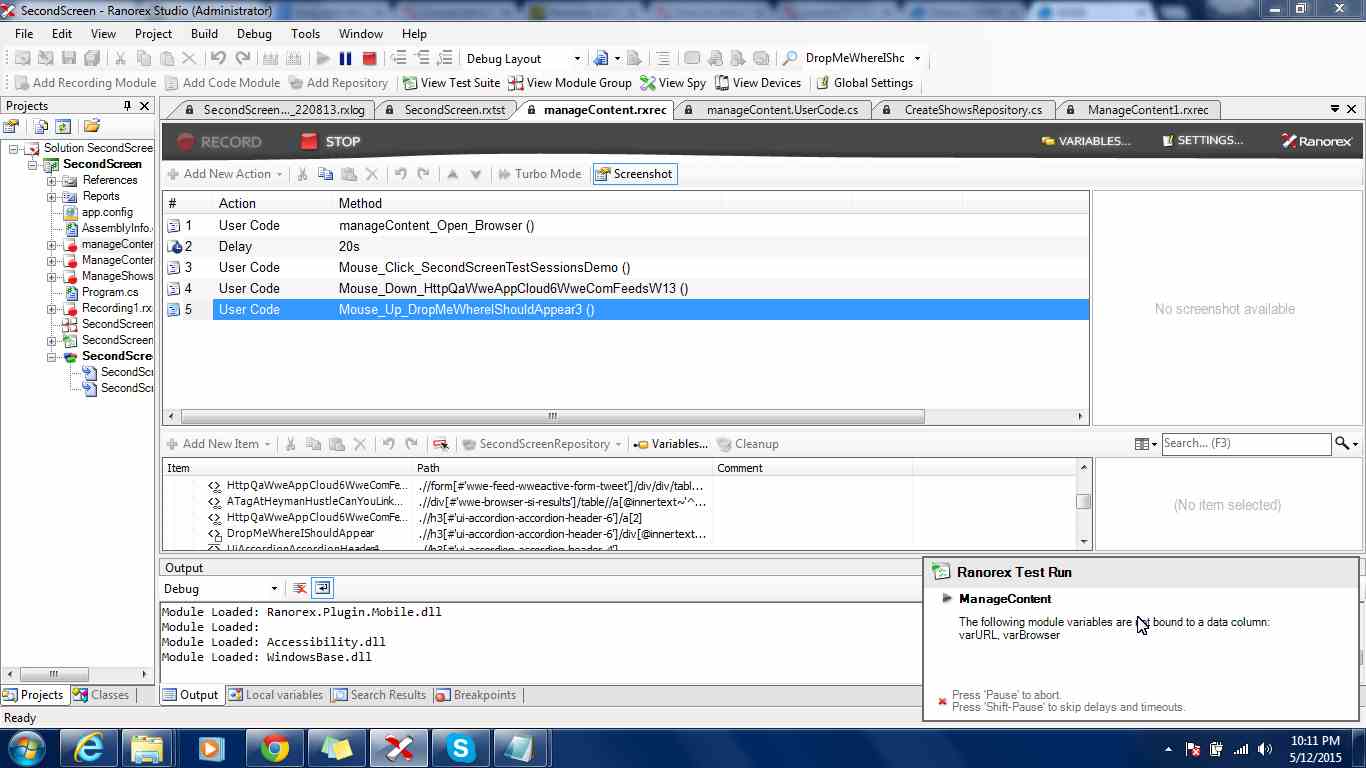 SecondScreen - Ranorex Studio (Administrator)
File Edit View Project Build Debug Tools Window Help
Debug Layout DropMeWhereIShc
Add Recording Module Add Code Module Add Repository View Test Suite View Module Group View Spy View Devices Global Settings
Projects
SecondScreen..._220813.rxlog SecondScreen.rxtst manageContent.rxrec manageContent.UserCode.cs CreateShowsRepository.cs ManageContent1.rxrec
RECORD STOP VARIABLES... SETTINGS... Ranorex
Solution SecondScree
SecondScreen
References
Reports
app.config
AssemblyInfo.
manageConten
ManageConten
ManageShows
Program.cs
Recording1.rx
SecondScreen
SecondScreen
SecondScree
SecondScr
SecondScr
Add New Action Turbo Mode Screenshot
# Action Method
1 User Code manageContent_Open_Browser ()
2 Delay 20s
3 User Code Mouse_Click_SecondScreenTestSessionsDemo ()
4 User Code Mouse_Down_HttpQaWweAppCloud6WweComFeedsW13 ()
5 User Code Mouse_Up_DropMeWhereIShouldAppear3 ()
No screenshot available
Add New Item SecondScreenRepository Variables... Cleanup Search... (F3)
Item Path Comment
HttpQaWweAppCloud6WweComFe... .//form[#'wwe-feed-wweactive-form-tweet']/div/div/tabl...
ATagAtHeymanHustleCanYouLink... .//div[#'wwe-browser-si-results']/table//a[@innertext~'^...
HttpQaWweAppCloud6WweComFe... .//h3[#'ui-accordion-accordion-header-6']/a[2]
DropMeWhereIShouldAppear .//h3[#'ui-accordion-accordion-header-6']/div[@innertext...
UiAccordionAccordionHeader4 .//h3[#'ui-accordion-accordion-header-4']
(No item selected)
Output
Debug
Module Loaded: Ranorex.Plugin.Mobile.dll
Module Loaded:
Module Loaded: Accessibility.dll
Module Loaded: WindowsBase.dll
Ranorex Test Run
ManageContent
The following module variables are not bound to a data column:
varURL, varBrowser
Press 'Pause' to abort.
Press 'Shift-Pause' to skip delays and timeouts.
Projects Classes Output Local variables Search Results Breakpoints
Ready
10:11 PM
5/12/2015